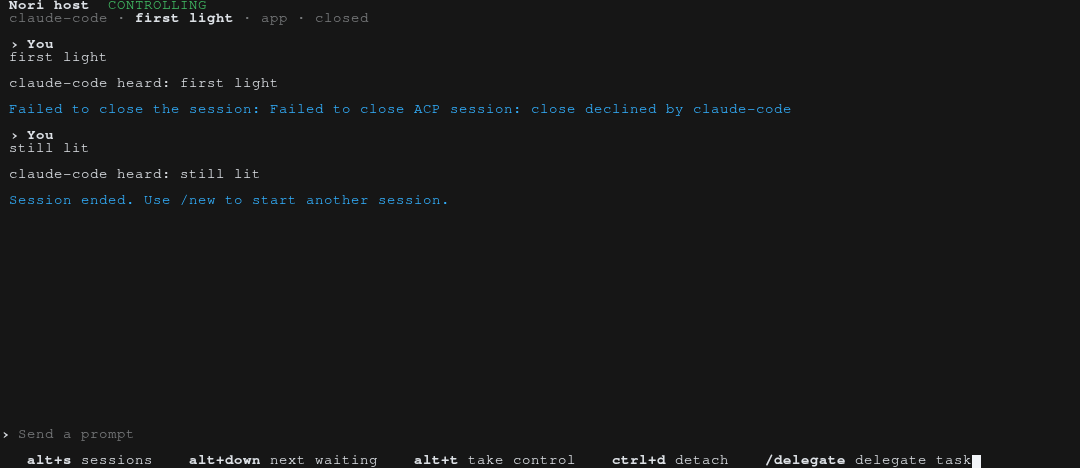 Nori host  CONTROLLING
claude-code · first light · app · closed
› You
first light
claude-code heard: first light
Failed to close the session: Failed to close ACP session: close declined by claude-code
› You
still lit
claude-code heard: still lit
Session ended. Use /new to start another session.
› Send a prompt
alt+s sessions    alt+down next waiting    alt+t take control    ctrl+d detach    /delegate delegate task